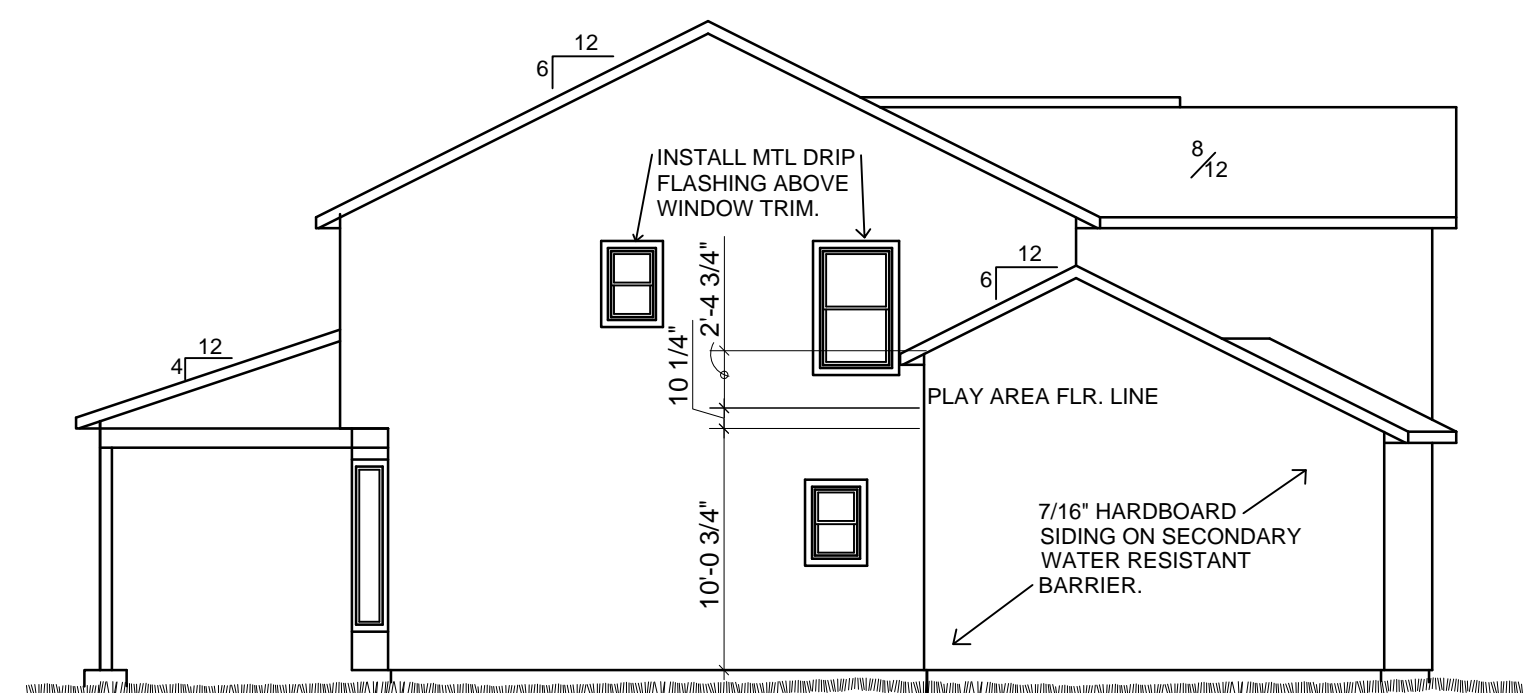 12
6
8/12
INSTALL MTL DRIP
FLASHING ABOVE
WINDOW TRIM.
12
6
2'-4 3/4"
10 1/4"
12
4
PLAY AREA FLR. LINE
10'-0 3/4"
7/16" HARDBOARD
SIDING ON SECONDARY
WATER RESISTANT
BARRIER.